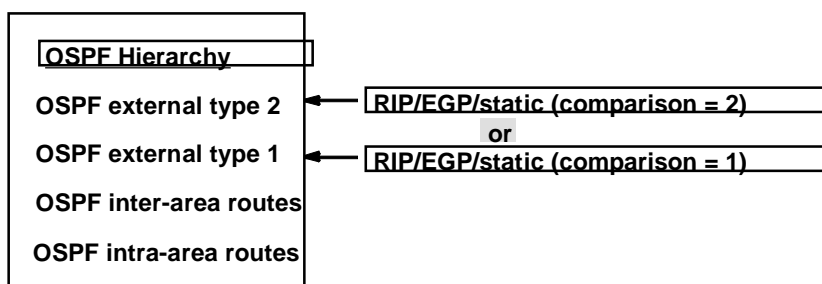 OSPF Hierarchy
OSPF external type 2
RIP/EGP/static (comparison = 2)
or
OSPF external type 1
RIP/EGP/static (comparison = 1)
OSPF inter-area routes
OSPF intra-area routes